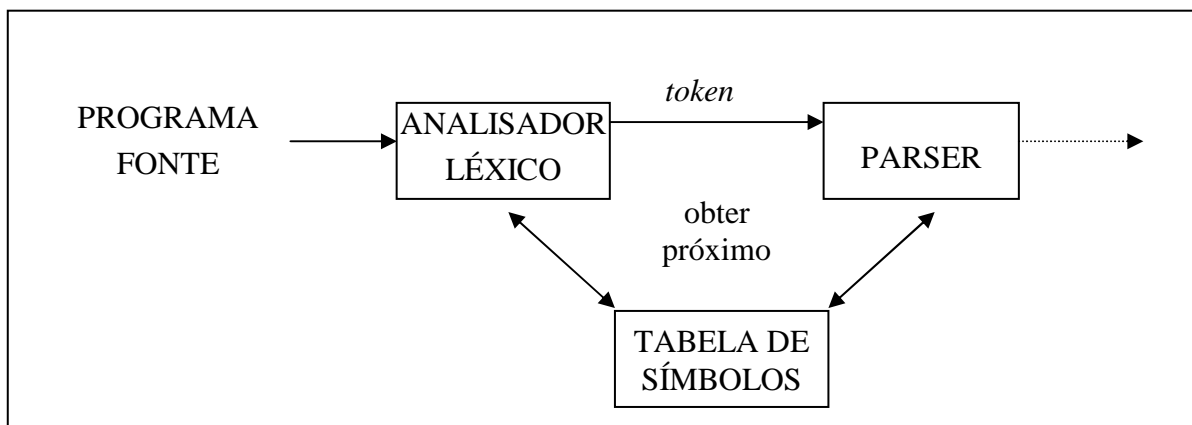 PROGRAMA
FONTE
ANALISADOR
LÉXICO
token
PARSER
obter
próximo
TABELA DE
SÍMBOLOS